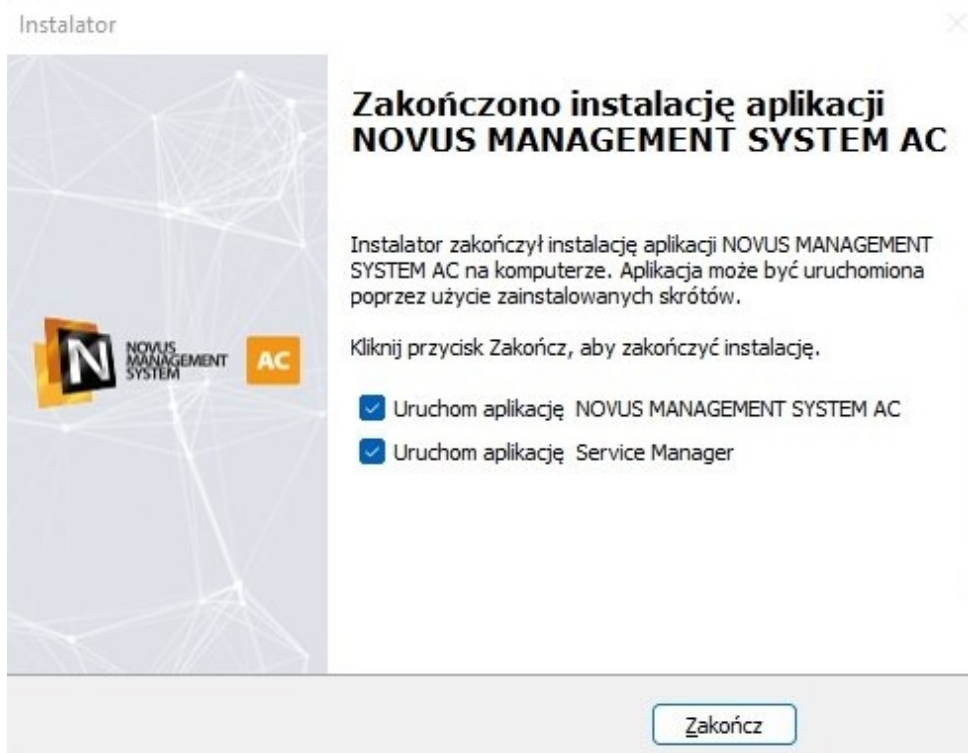 Instalator
Zakończono instalację aplikacji
NOVUS MANAGEMENT SYSTEM AC
Instalator zakończył instalację aplikacji NOVUS MANAGEMENT
SYSTEM AC na komputerze. Aplikacja może być uruchomiona
poprzez użycie zainstalowanych skrótów.
Kliknij przycisk Zakończ, aby zakończyć instalację.
N
NOVUS
MANAGEMENT
SYSTEM
AC
Uruchom aplikację NOVUS MANAGEMENT SYSTEM AC
Uruchom aplikację Service Manager
Zakończ